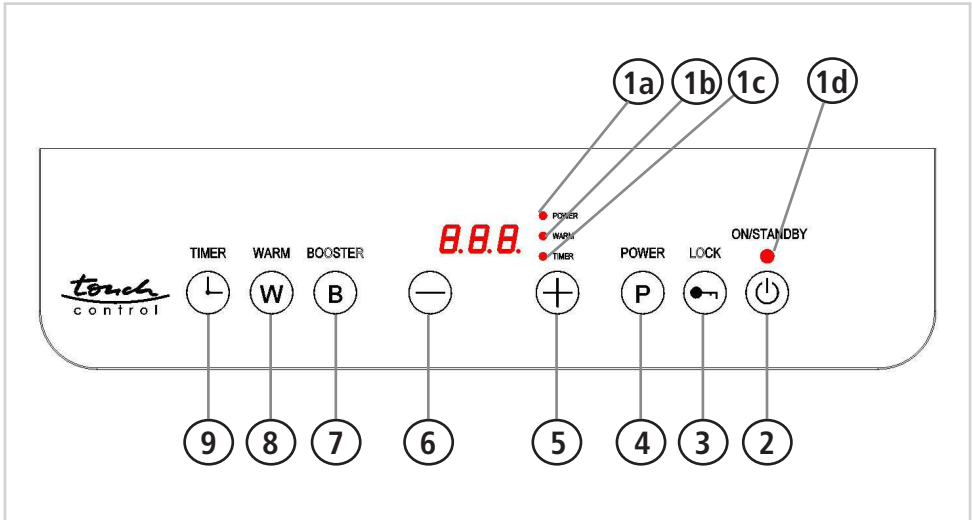 1a 1b 1c 1d
POWER
8.8.8. WARM
TIMER
TIMER WARM BOOSTER POWER LOCK ON/STANDBY
touch
control
W B P
9 8 7 6 5 4 3 2